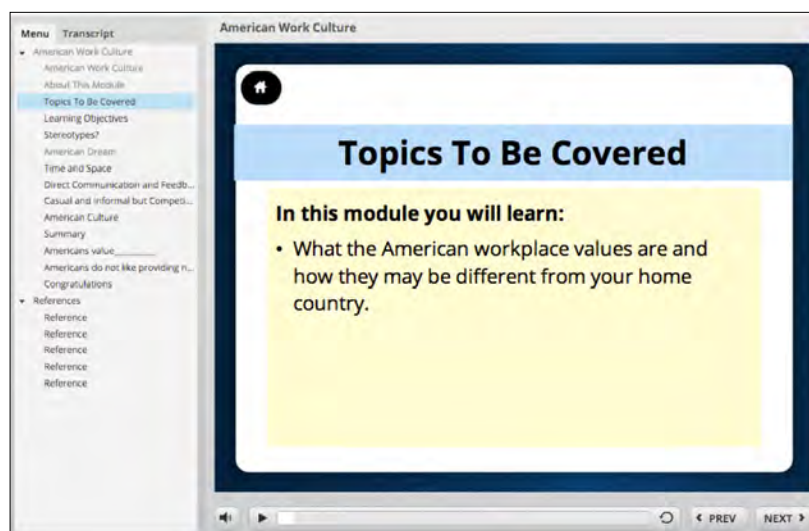 Menu Transcript
American Work Culture
American Work Culture
About This Module
Topics To Be Covered
Learning Objectives
Stereotypes?
American Dream
Time and Space
Direct Communication and Feedb...
Casual and informal but Competi...
American Culture
Summary
Americans value_________
Americans do not like providing n...
Congratulations
References
Reference
Reference
Reference
Reference
Reference
American Work Culture
Topics To Be Covered
In this module you will learn:
• What the American workplace values are and
how they may be different from your home
country.
PREV NEXT